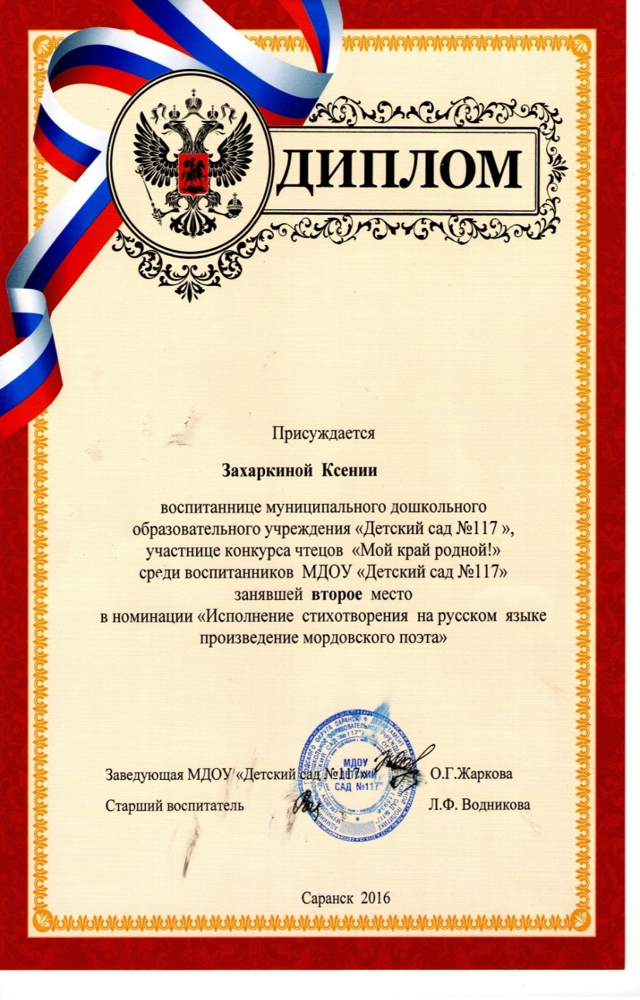 ДИПЛОМ
Присуждается
Захаркиной Ксении
воспитаннице муниципального дошкольного
образовательного учреждения «Детский сад №117 »,
участнице конкурса чтецов «Мой край родной!»
среди воспитанников МДОУ «Детский сад №117»
занявшей второе место
в номинации «Исполнение стихотворения на русском языке
произведение мордовского поэта»
Заведующая МДОУ «Детский сад №117» О.Г.Жаркова
Старший воспитатель Л.Ф. Водникова
МДОУ
"ДЕТСКИЙ
САД №117"
Саранск 2016